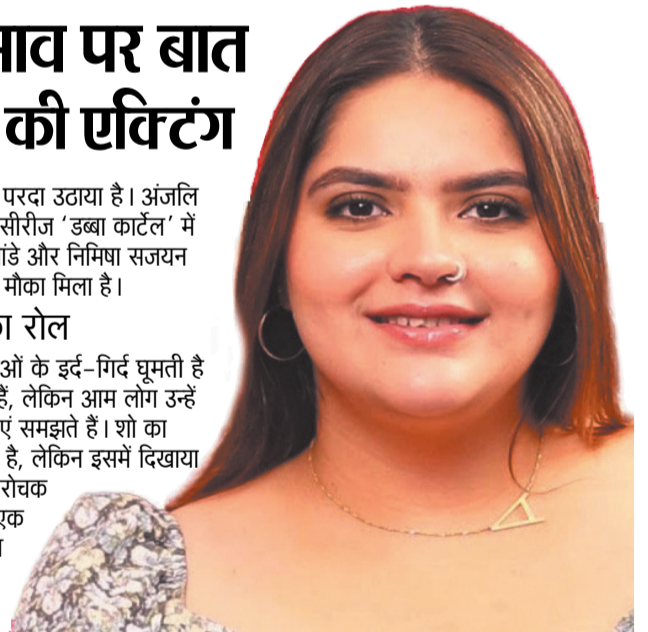 पर बात
की एक्टिंग
परदा उठाया है। अंजलि
सीरीज ‘डब्बा कार्टेल’ में
और निमिषा सजयन
मौका मिला है।
रोल
के इर्द-गिर्द घूमती है
लेकिन आम लोग उन्हें
समझते हैं। शो का
है, लेकिन इसमें दिखाया
रोचक
एक